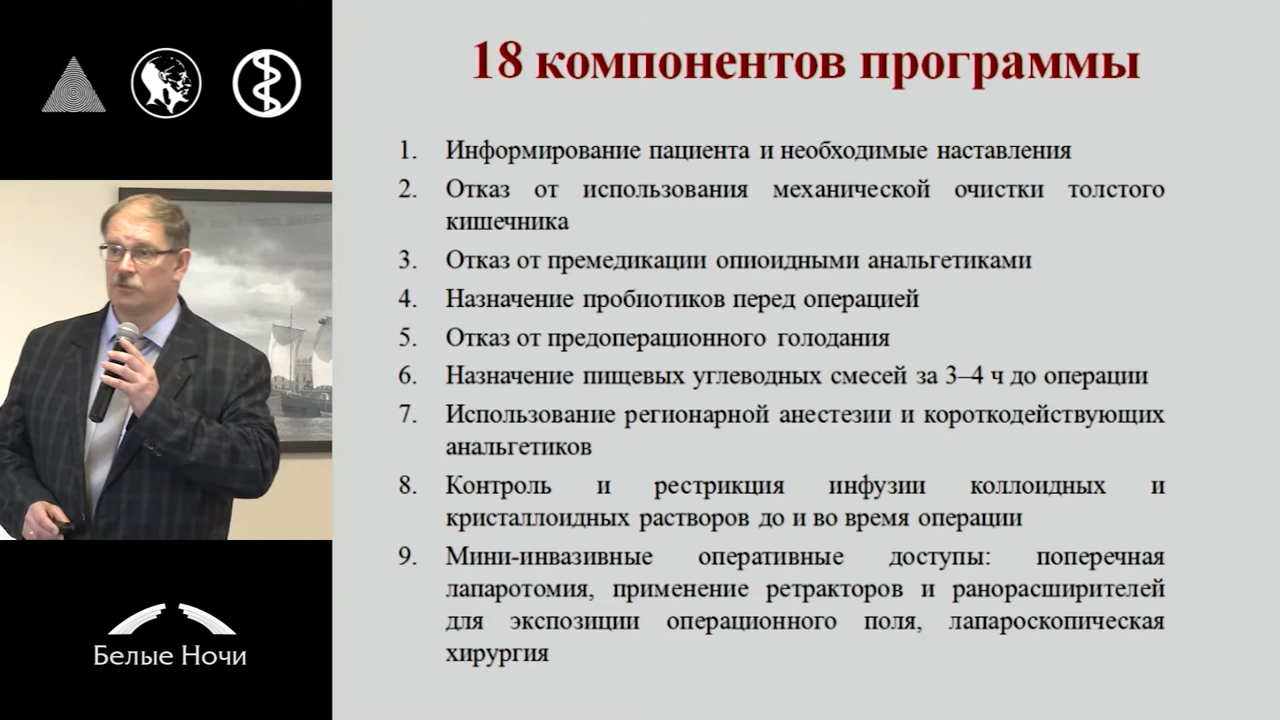 18 компонентов программы
1. Информирование пациента и необходимые наставления
2. Отказ от использования механической очистки толстого
кишечника
3. Отказ от премедикации опиоидными анальгетиками
4. Назначение пробиотиков перед операцией
5. Отказ от предоперационного голодания
6. Назначение пищевых углеводных смесей за 3–4 ч до операции
7. Использование регионарной анестезии и короткодействующих
анальгетиков
8. Контроль и рестрикция инфузии коллоидных и
кристаллоидных растворов до и во время операции
9. Мини-инвазивные оперативные доступы: поперечная
лапаротомия, применение ретракторов и ранорасширителей
для экспозиции операционного поля, лапароскопическая
хирургия
Белые Ночи